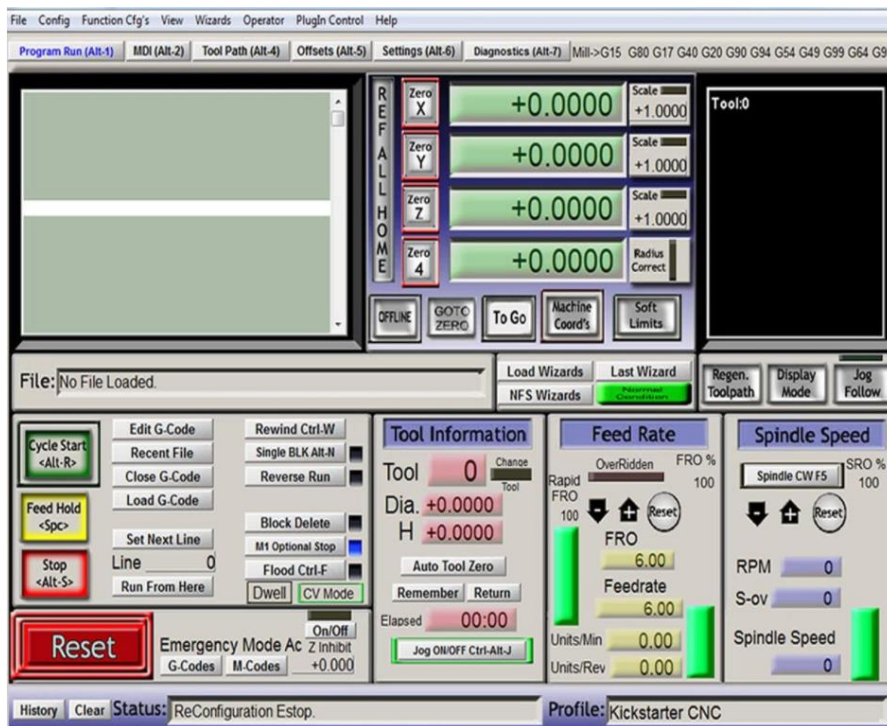 File Config Function Cfg's View Wizards Operator PlugIn Control Help
Program Run (Alt-1) MDI (Alt-2) Tool Path (Alt-4) Offsets (Alt-5) Settings (Alt-6) Diagnostics (Alt-7) Mill->G15 G80 G17 G40 G20 G90 G94 G54 G49 G99 G64
REF ALL HOME
Zero X +0.0000 Scale +1.0000
Zero Y +0.0000 Scale +1.0000
Zero Z +0.0000 Scale +1.0000
Zero 4 +0.0000 Radius Correct
OFFLINE GOTO ZERO To Go Machine Coord's Soft Limits
Tool:0
File: No File Loaded.
Load Wizards Last Wizard
NFS Wizards Normal Condition
Regen. Toolpath Display Mode Jog Follow
Cycle Start <Alt-R>
Feed Hold <Spc>
Stop <Alt-S>
Edit G-Code
Recent File
Close G-Code
Load G-Code
Set Next Line
Line 0
Run From Here
Rewind Ctrl-W
Single BLK Alt-N
Reverse Run
Block Delete
M1 Optional Stop
Flood Ctrl-F
Dwell CV Mode
Reset
Emergency Mode Ac
G-Codes M-Codes
On/Off
Z Inhibit
+0.000
Tool Information
Tool 0 Change Tool
Dia. +0.0000
H +0.0000
Auto Tool Zero
Remember Return
Elapsed 00:00
Jog ON/OFF Ctrl-Alt-J
Feed Rate
OverRidden FRO % 100
Rapid FRO 100
Reset
FRO
6.00
Feedrate
6.00
Units/Min 0.00
Units/Rev 0.00
Spindle Speed
Spindle CW F5 SRO % 100
Reset
RPM 0
S-ov 0
Spindle Speed
0
History Clear Status: ReConfiguration Estop. Profile: Kickstarter CNC